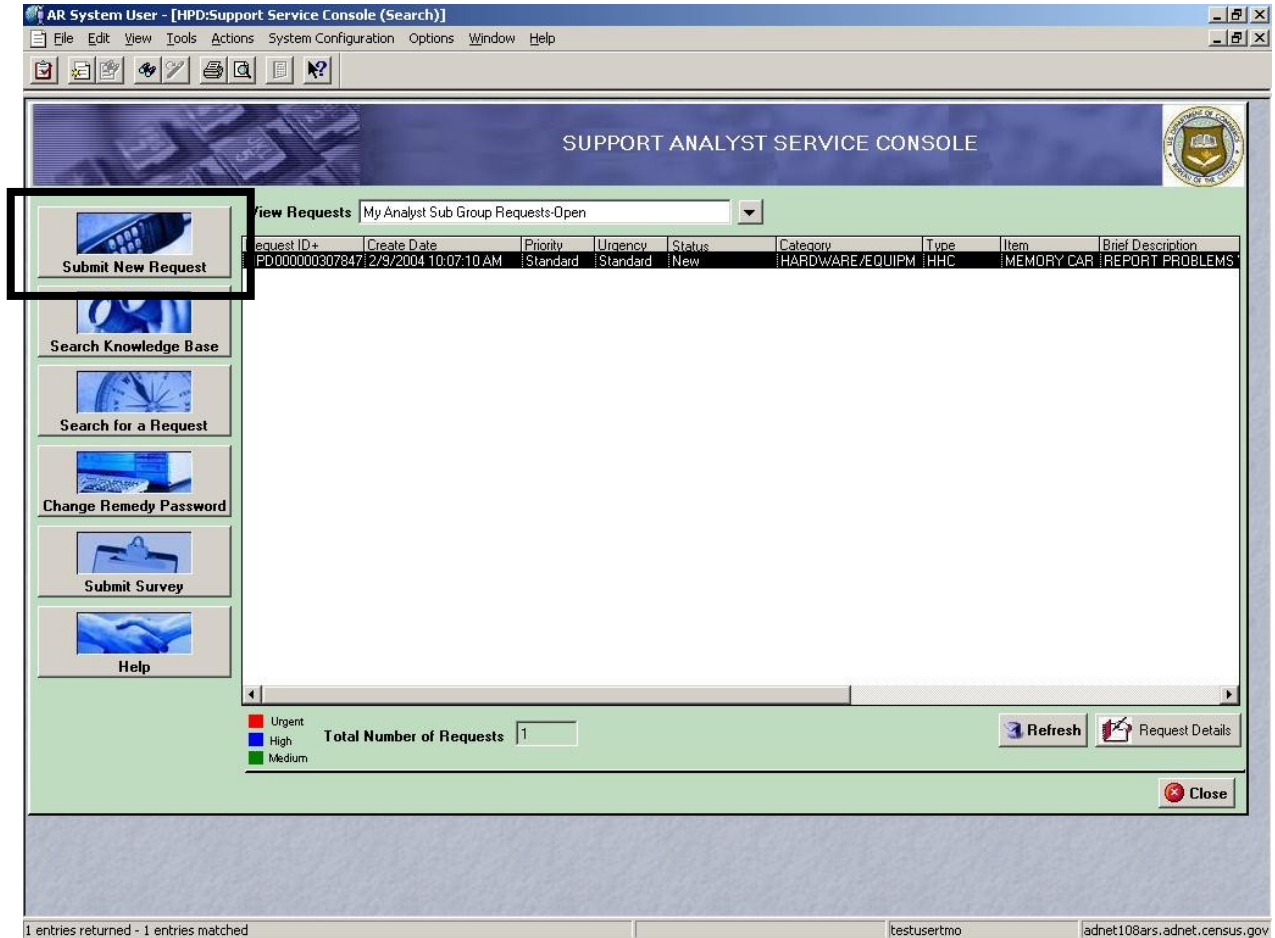 AR System User - [HPD:Support Service Console (Search)]
File Edit View Tools Actions System Configuration Options Window Help
SUPPORT ANALYST SERVICE CONSOLE
View Requests My Analyst Sub Group Requests-Open
Submit New Request
Search Knowledge Base
Search for a Request
Change Remedy Password
Submit Survey
Help
Request ID+ Create Date Priority Urgency Status Category Type Item Brief Description
PD000000307847 2/9/2004 10:07:10 AM Standard Standard New HARDWARE/EQUIPM HHC MEMORY CAR REPORT PROBLEMS
Urgent
High
Medium
Total Number of Requests 1
Refresh Request Details
Close
1 entries returned - 1 entries matched testusertmo adnet108ars.adnet.census.gov